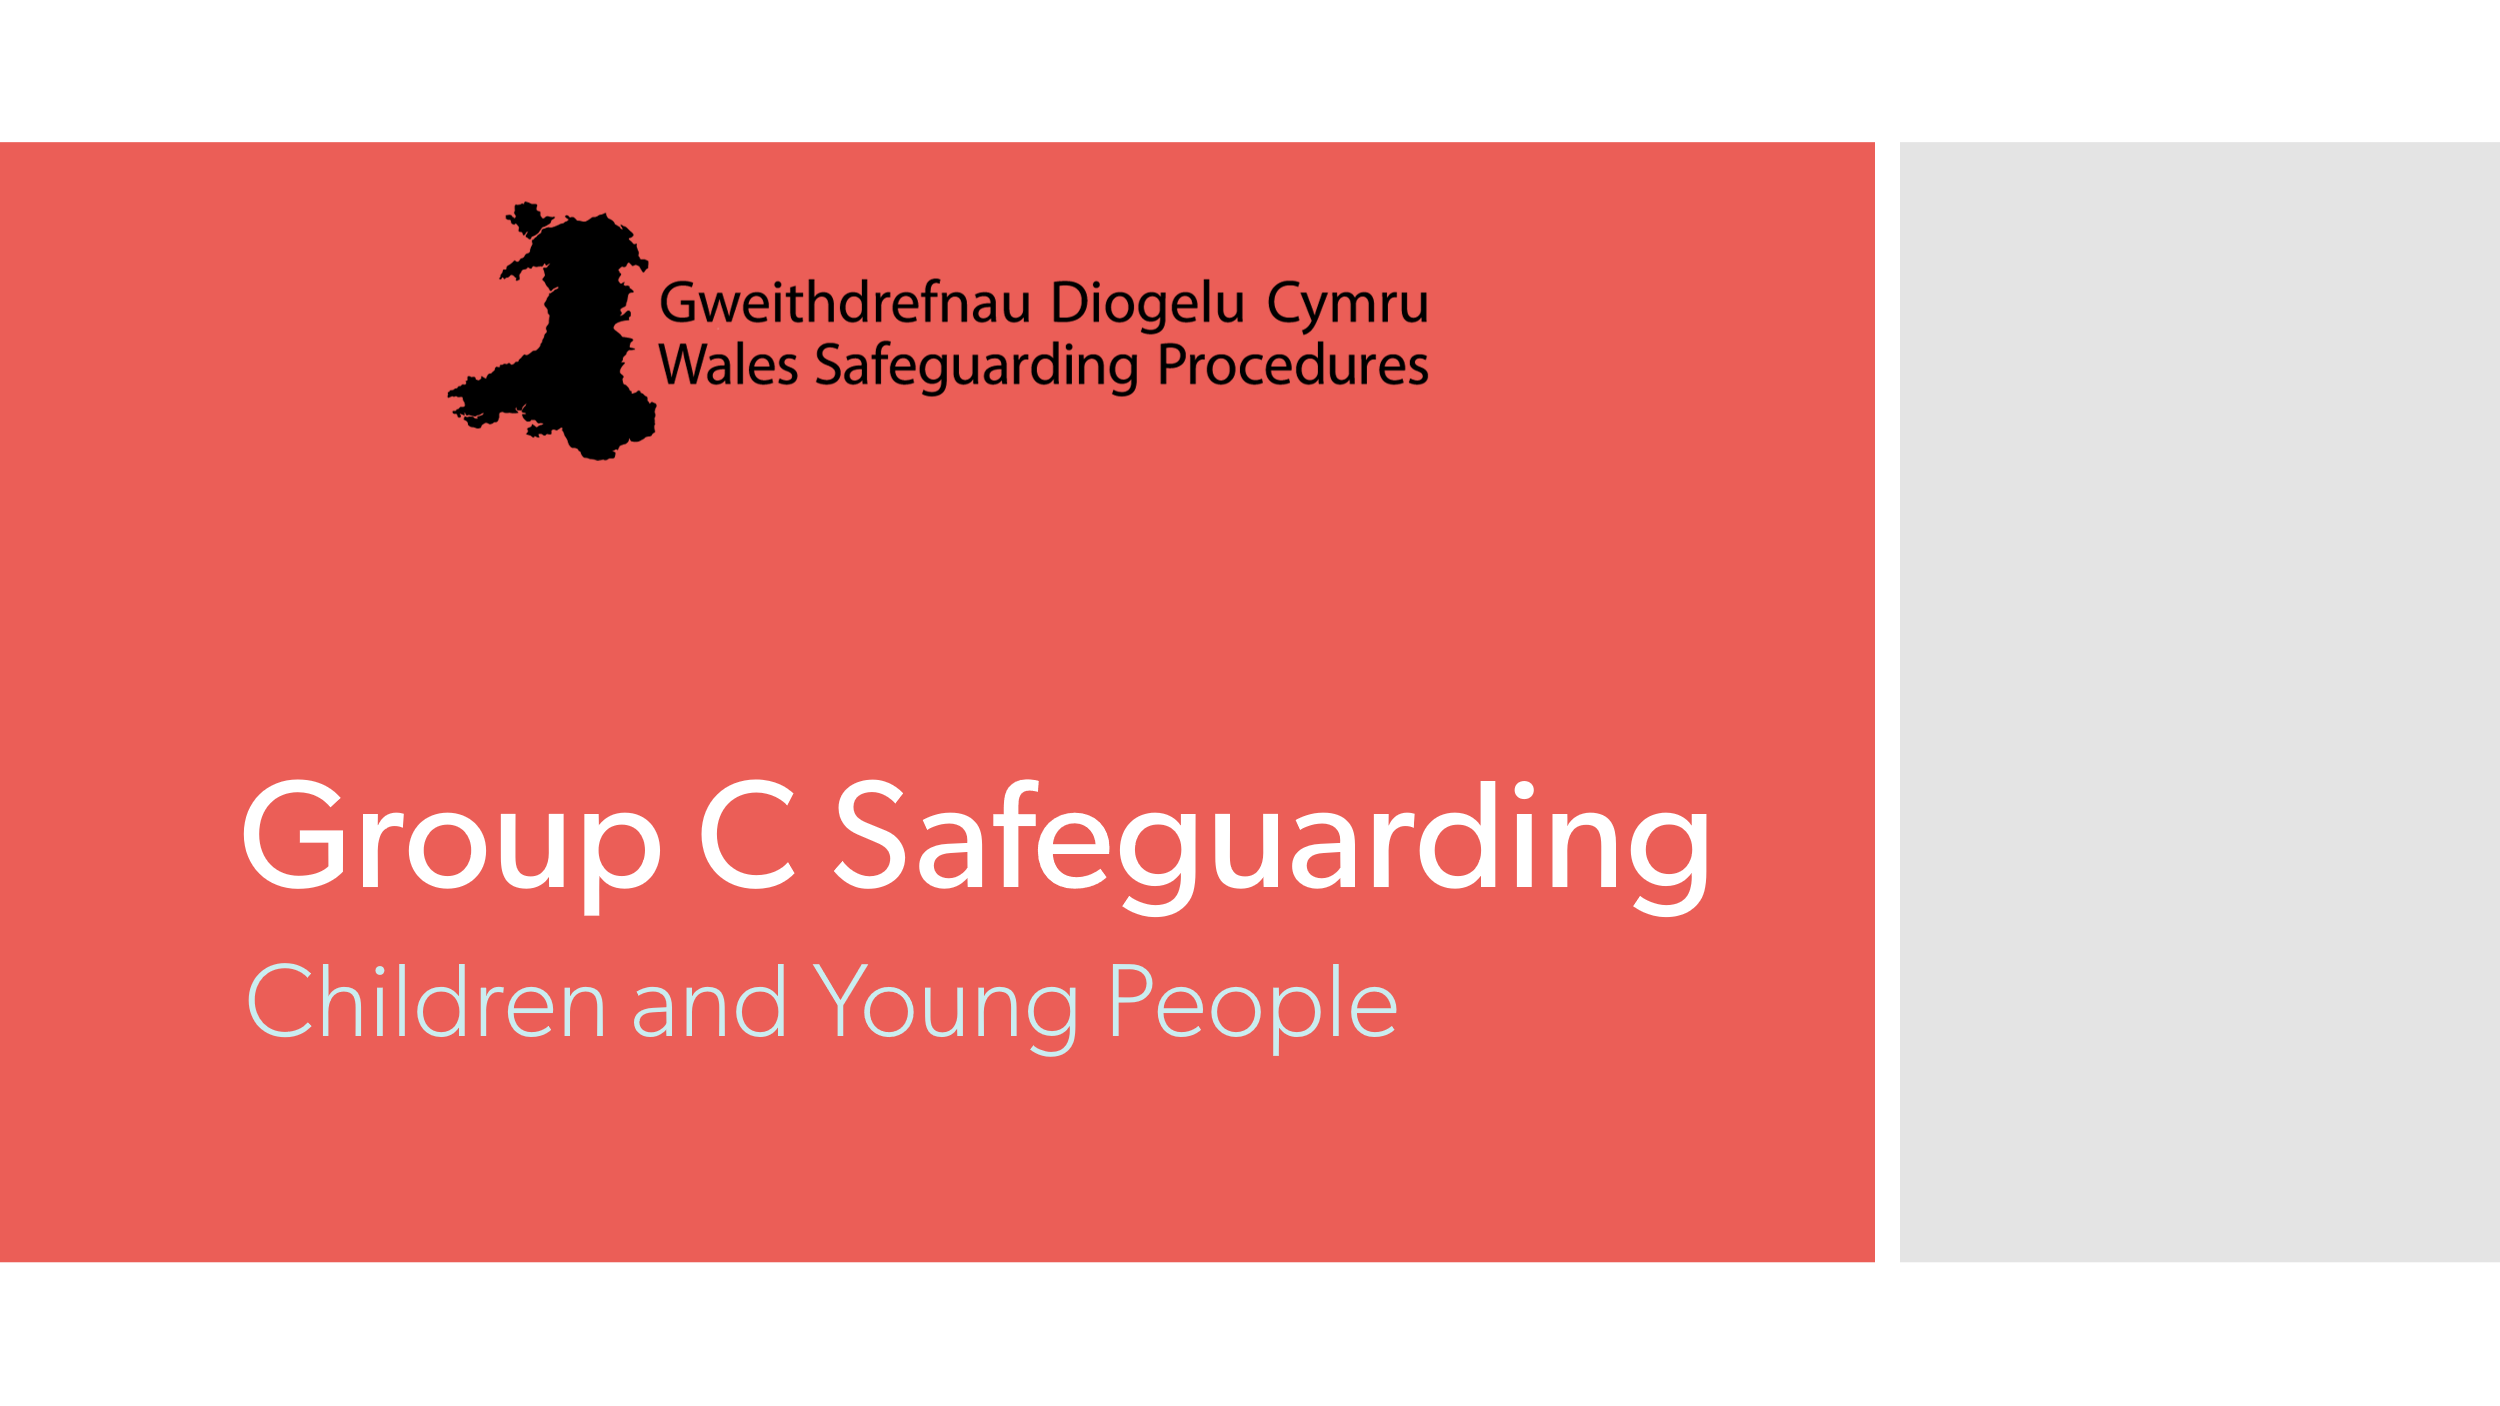 Gweithdrefnau Diogelu Cymru
Wales Safeguarding Procedures
Group C Safeguarding
Children and Young People